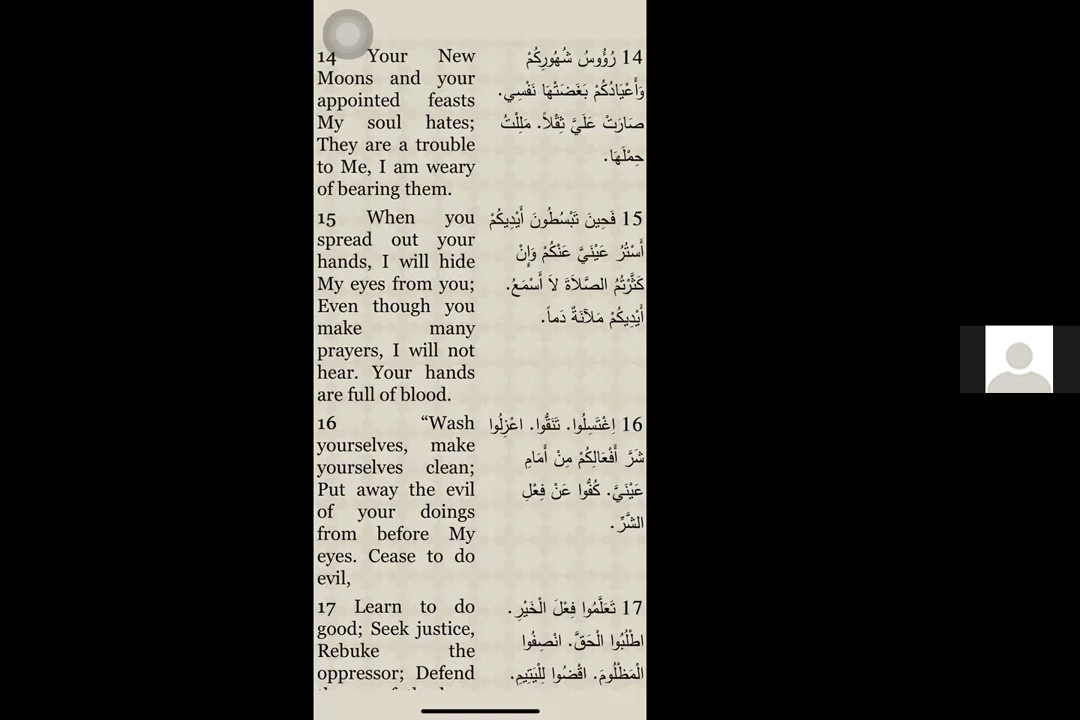 14 Your New
Moons and your
appointed feasts
My soul hates;
They are a trouble
to Me, I am weary
of bearing them.
14 رُؤُوسُ شُهُورِكُمْ
وَأَعْيَادُكُمْ بَغَضَتْهَا نَفْسِي.
صَارَتْ عَلَيَّ ثِقْلاً. مَلِلْتُ
حِمْلَهَا.
15 When you
spread out your
hands, I will hide
My eyes from you;
Even though you
make many
prayers, I will not
hear. Your hands
are full of blood.
15 فَحِينَ تَبْسُطُونَ أَيْدِيكُمْ
أَسْتُرُ عَيْنَيَّ عَنْكُمْ وَإِنْ
كَثَّرْتُمُ الصَّلاَةَ لاَ أَسْمَعُ.
أَيْدِيكُمْ مَلآنَةٌ دَماً.
16 “Wash
yourselves, make
yourselves clean;
Put away the evil
of your doings
from before My
eyes. Cease to do
evil,
16 اِغْتَسِلُوا. تَنَقُّوا. اعْزِلُوا
شَرَّ أَفْعَالِكُمْ مِنْ أَمَامِ
عَيْنَيَّ. كُفُّوا عَنْ فِعْلِ
الشَّرِّ.
17 Learn to do
good; Seek justice,
Rebuke the
oppressor; Defend
17 تَعَلَّمُوا فِعْلَ الْخَيْرِ.
اطْلُبُوا الْحَقَّ. انْصِفُوا
الْمَظْلُومَ. اقْضُوا لِلْيَتِيمِ.